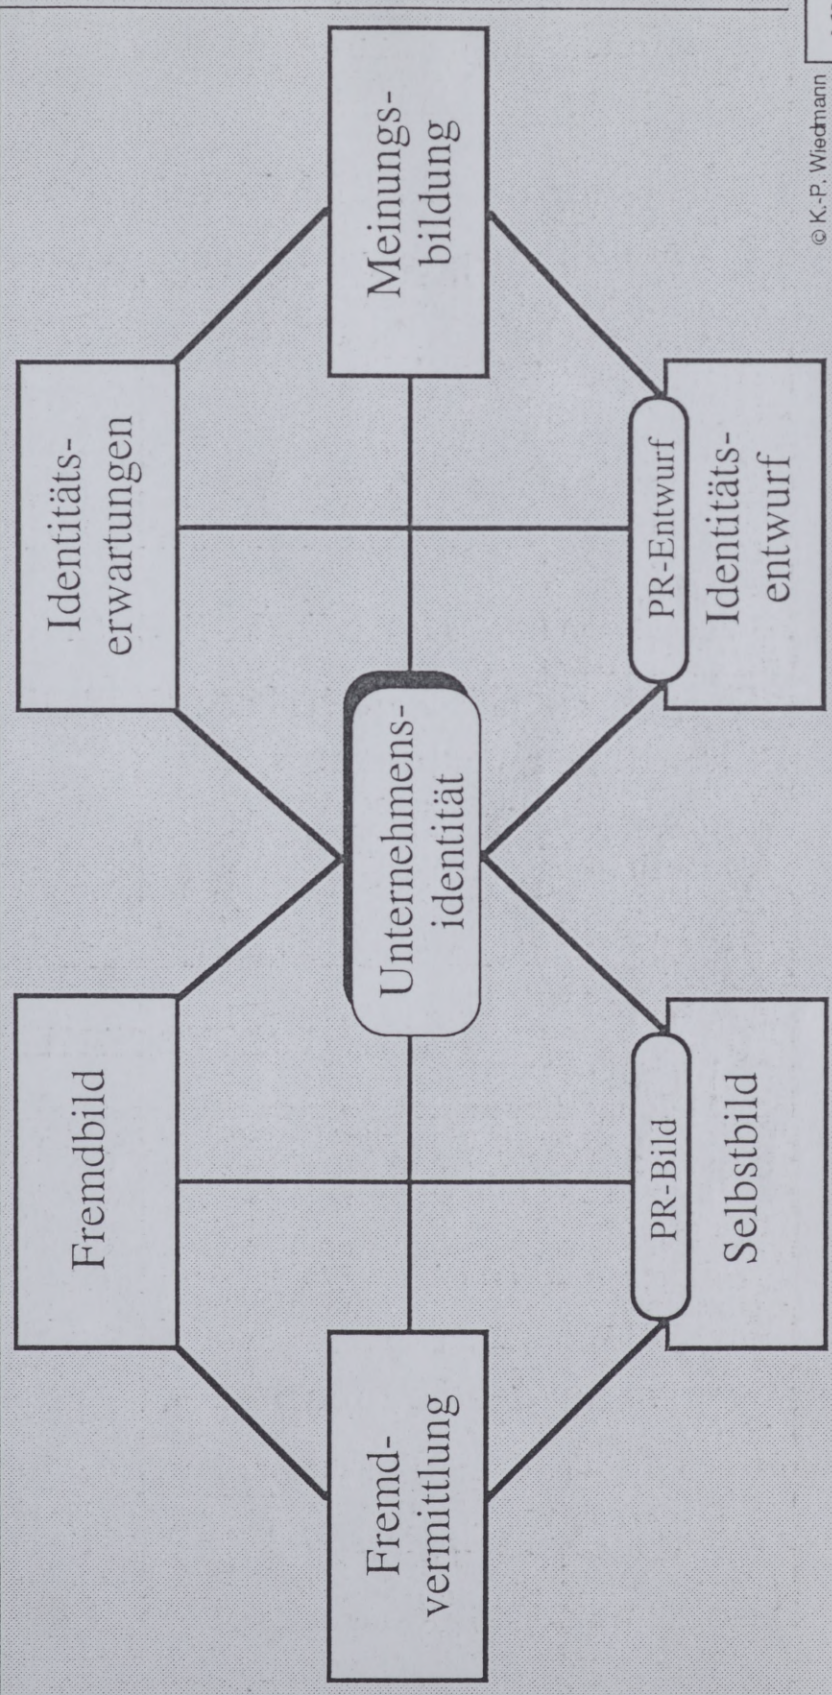 Fremdbild
Identitäts-
erwartungen
Fremd-
vermittlung
Unternehmens-
identität
Meinungs-
bildung
PR-Bild
Selbstbild
PR-Entwurf
Identitäts-
entwurf
© K.-P. Wiedmann